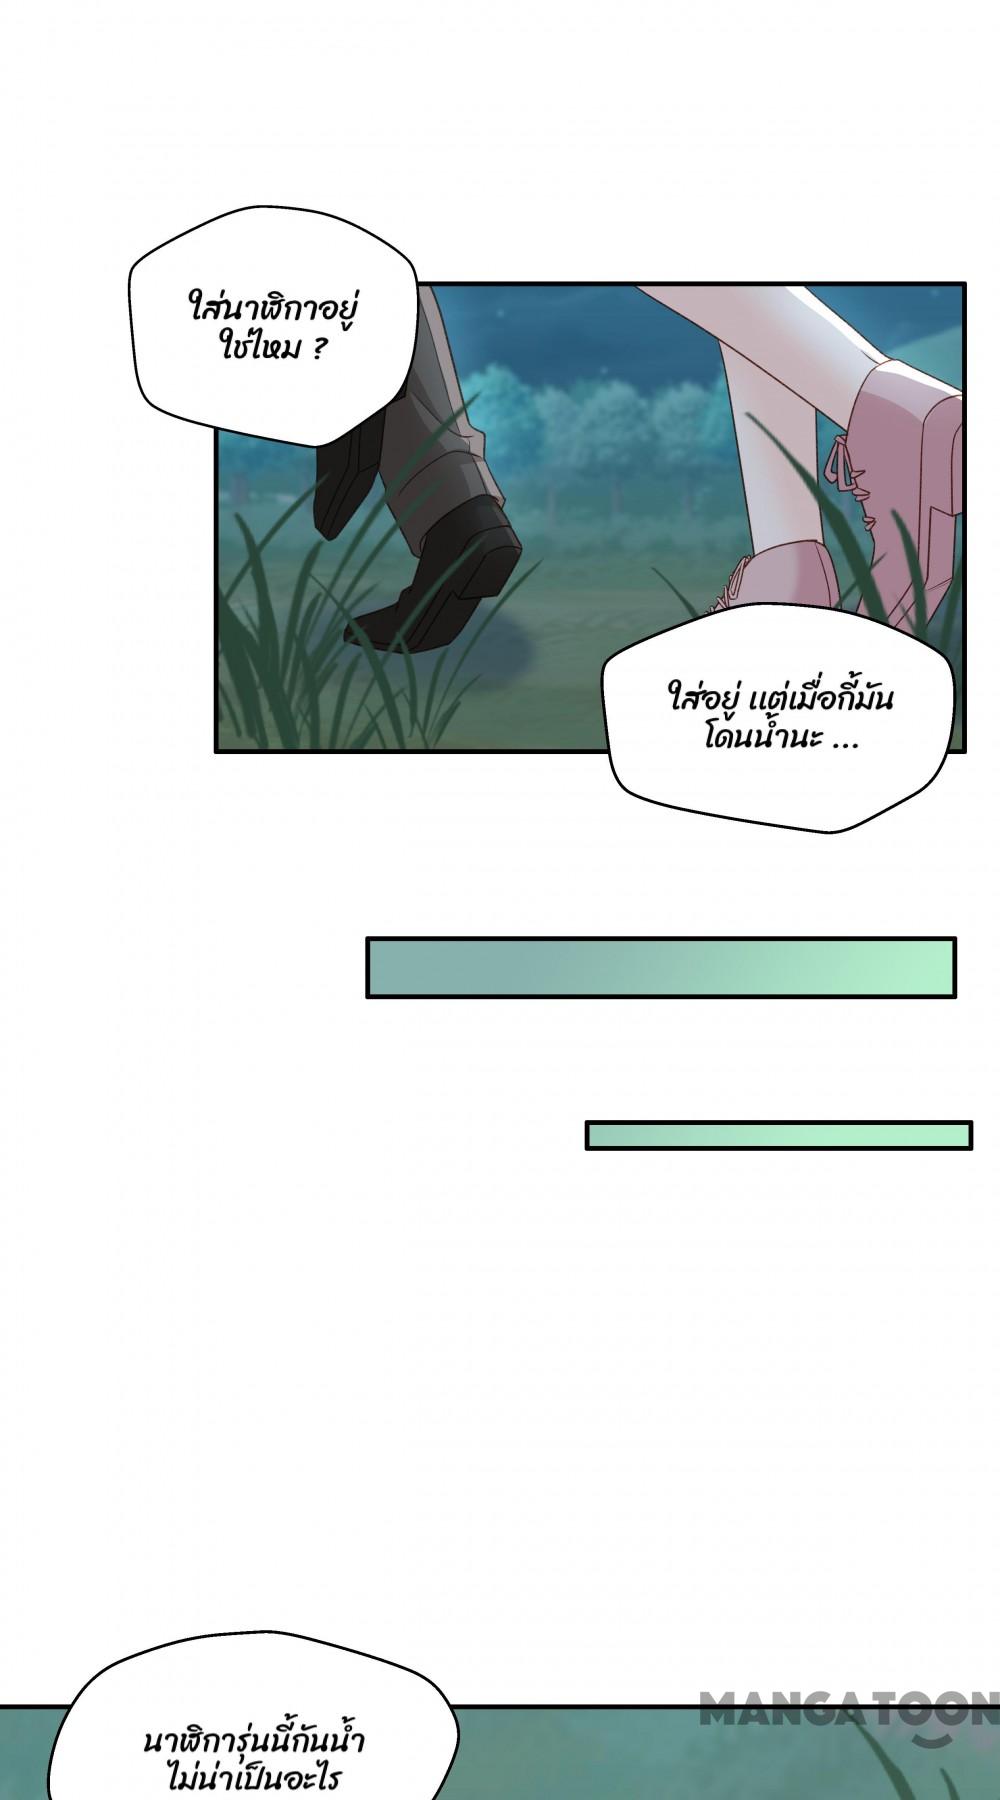 ใส่นาฬิกาอยู่
ใช่ไหม ?
ใส่อยู่ แต่เมื่อกี้มัน
โดนน้ำนะ ...
MANGATOON
นาฬิการุ่นนี้กันน้ำ
ไม่น่าเป็นอะไร